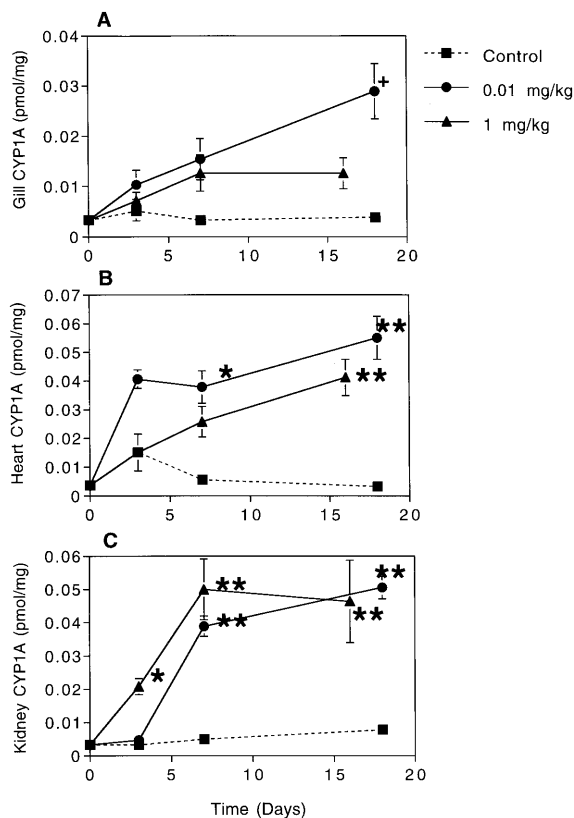 A
0.04
0.03
0.02
0.01
0
Gill CYP1A (pmol/mg)
+
0 5 10 15 20
Control
0.01 mg/kg
1 mg/kg
B
0.07
0.06
0.05
0.04
0.03
0.02
0.01
0
Heart CYP1A (pmol/mg)
★
★★
★★
0 5 10 15 20
C
0.06
0.05
0.04
0.03
0.02
0.01
0
Kidney CYP1A (pmol/mg)
★
★★
★★
★★
★★
0 5 10 15 20
Time (Days)